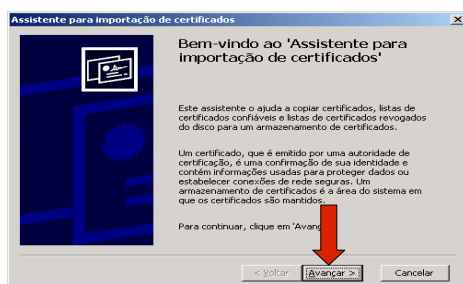 Assistente para importação de certificados
Bem-vindo ao 'Assistente para
importação de certificados'
Este assistente o ajuda a copiar certificados, listas de
certificados confiáveis e listas de certificados revogados
do disco para um armazenamento de certificados.
Um certificado, que é emitido por uma autoridade de
certificação, é uma confirmação de sua identidade e
contém informações usadas para proteger dados ou
estabelecer conexões de rede seguras. Um
armazenamento de certificados é a área do sistema em
que os certificados são mantidos.
Para continuar, clique em
< Voltar
Avançar >
Cancelar